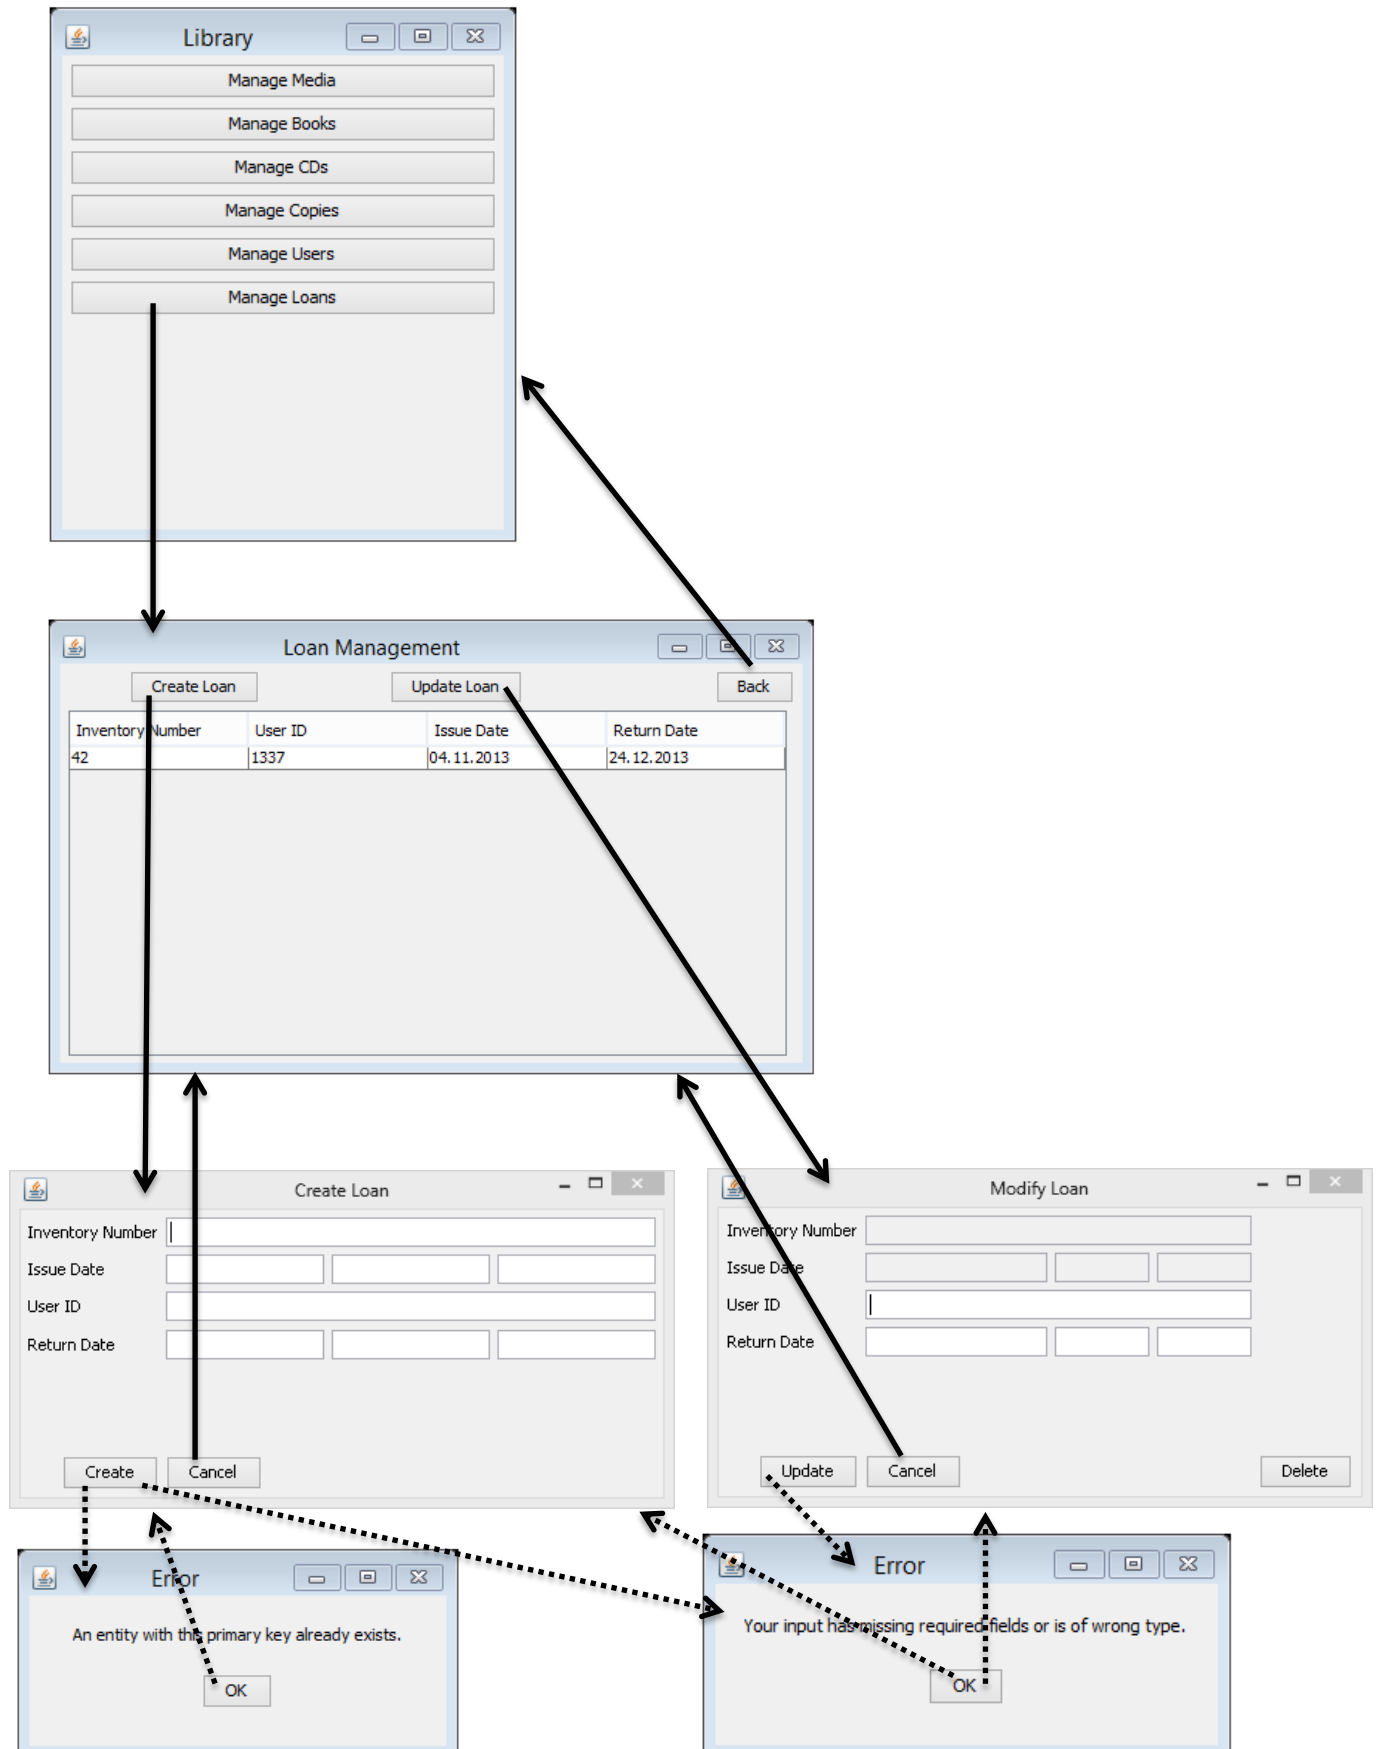 Library
Manage Media
Manage Books
Manage CDs
Manage Copies
Manage Users
Manage Loans
Loan Management
Create Loan Update Loan Back
Inventory Number User ID Issue Date Return Date
42 1337 04.11.2013 24.12.2013
Create Loan
Inventory Number
Issue Date
User ID
Return Date
Create Cancel
Modify Loan
Inventory Number
Issue Date
User ID
Return Date
Update Cancel Delete
Error
An entity with this primary key already exists.
OK
Error
Your input has missing required fields or is of wrong type.
OK